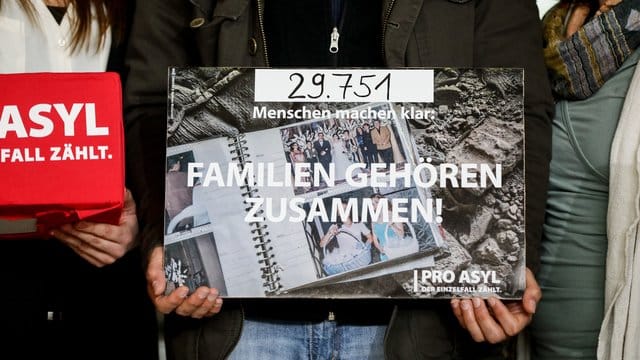 ASYL
FALL ZÄHLT.
29.751
Menschen machen klar:
FAMILIEN GEHÖREN
ZUSAMMEN!
PRO ASYL
DER EINZELFALL ZÄHLT.